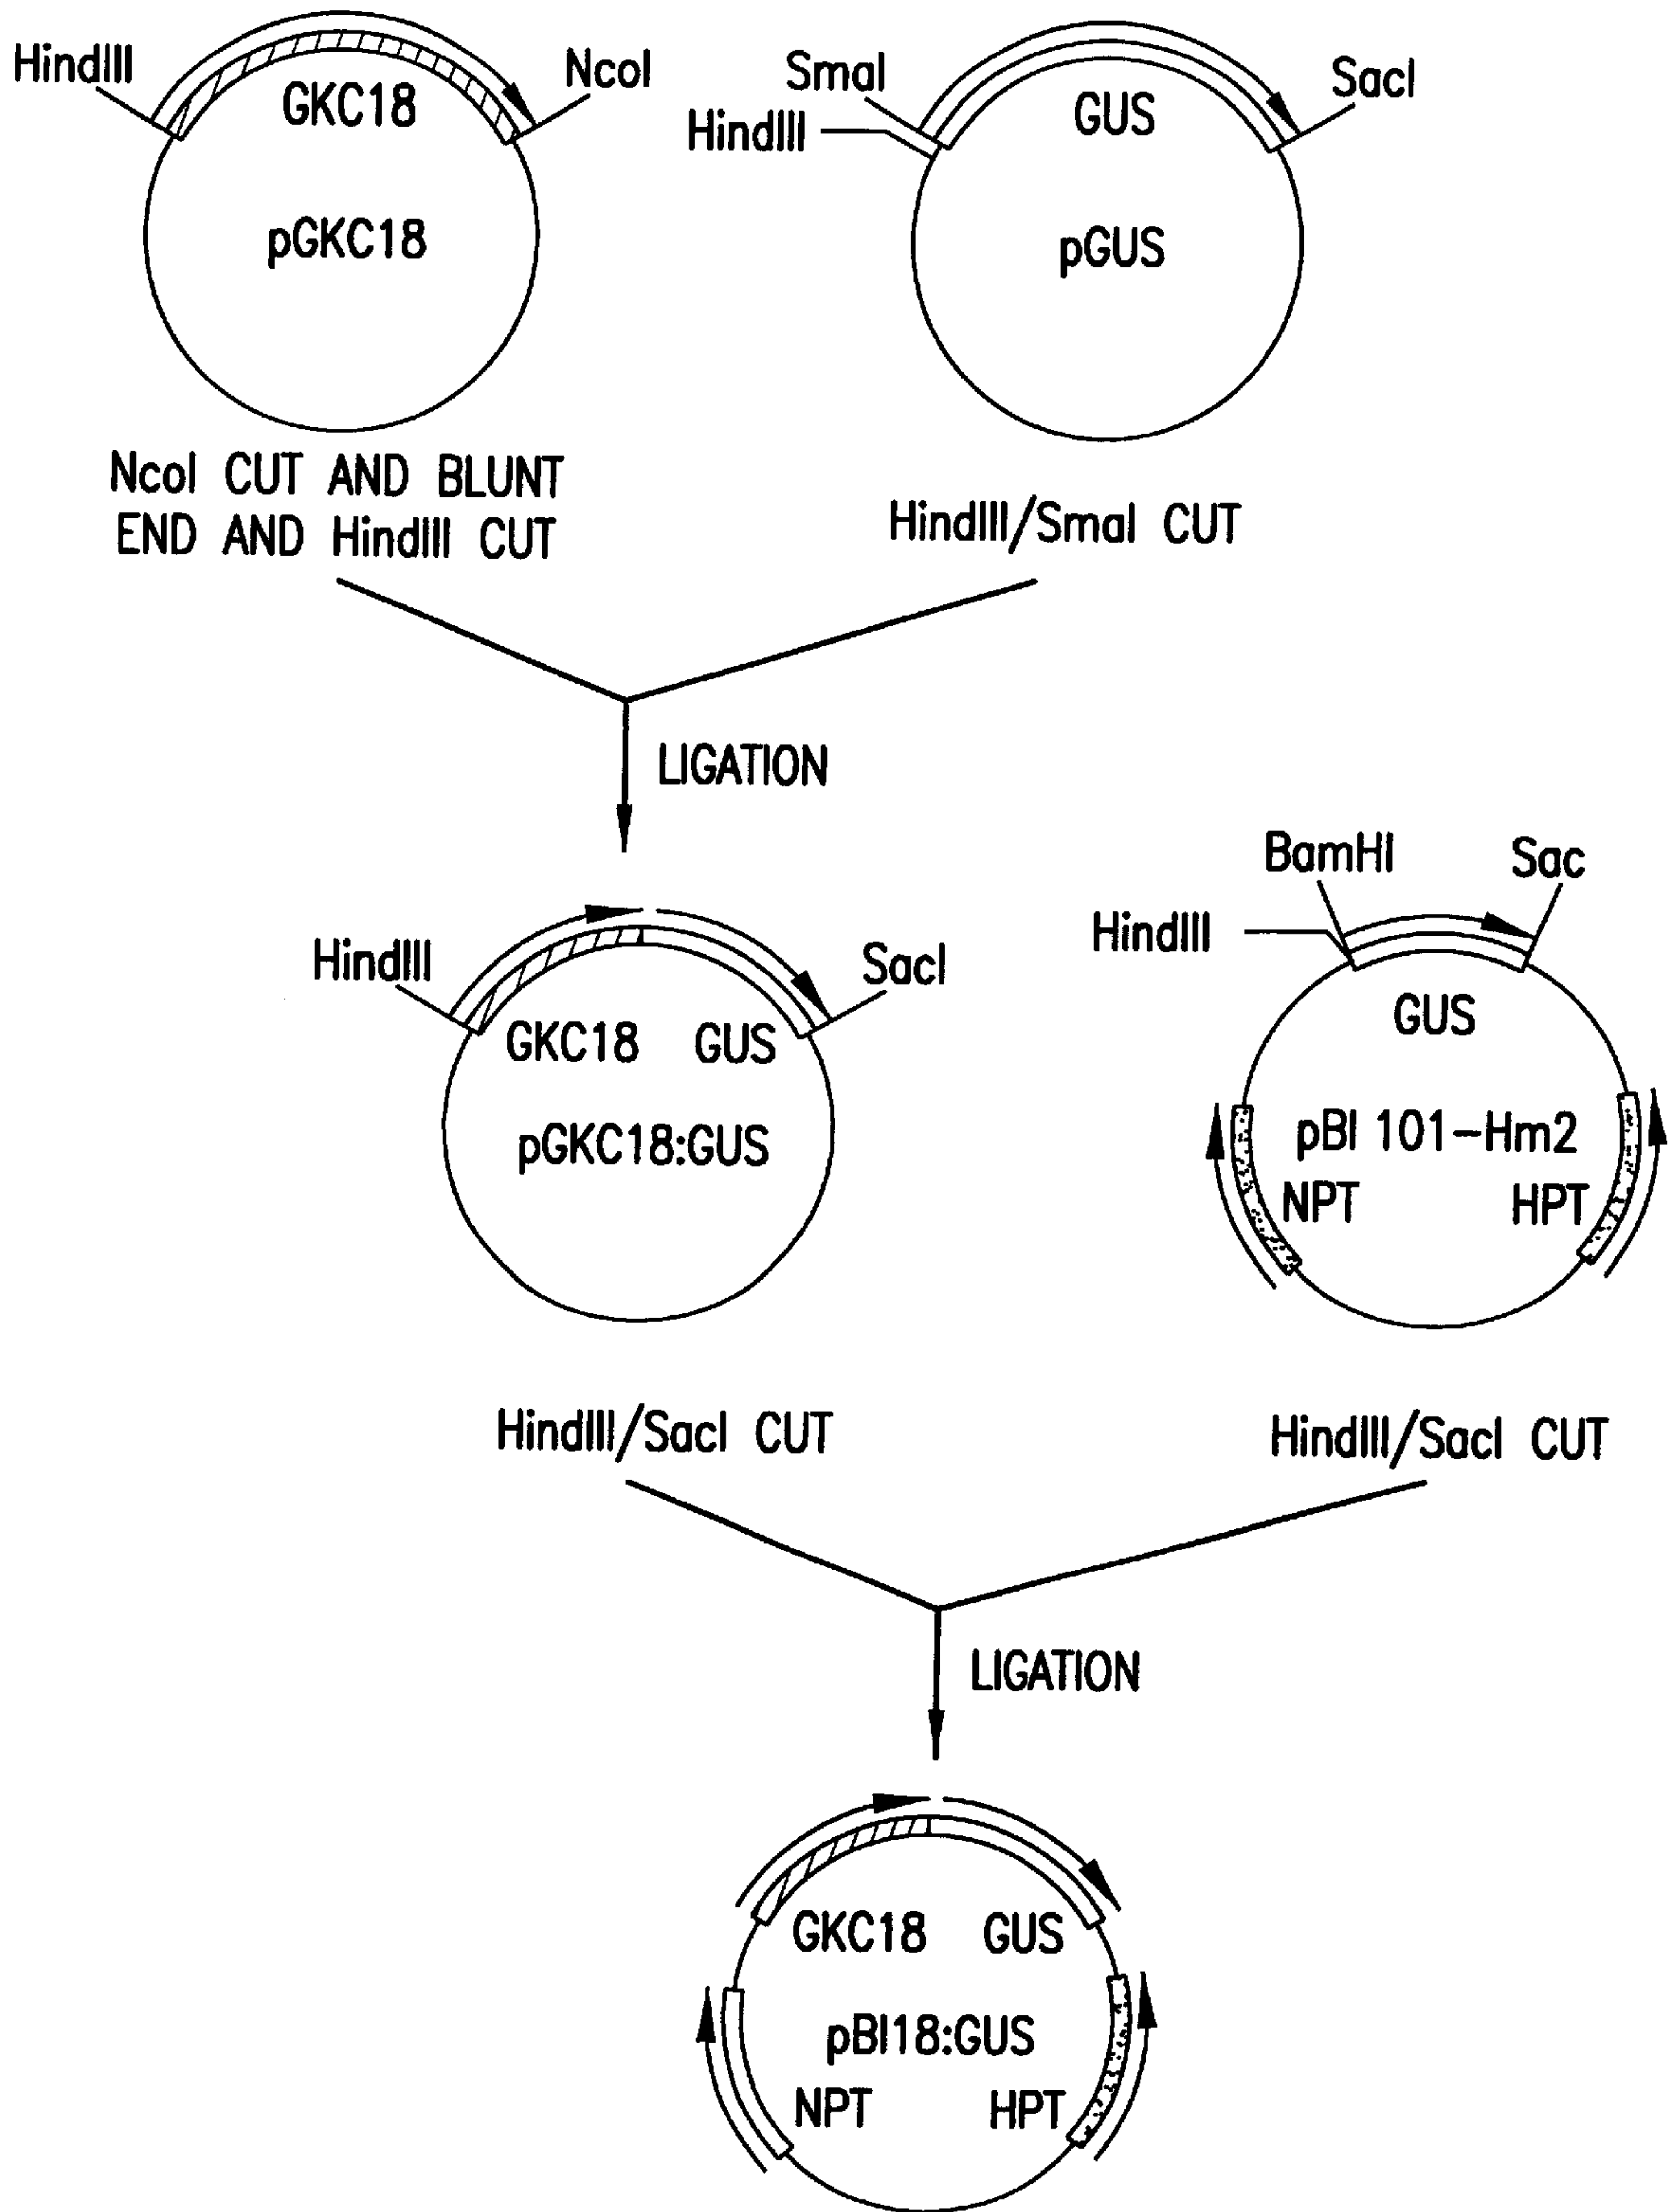 HindIII
NcoI
GKC18
pGKC18
SmaI
HindIII
SacI
GUS
pGUS
NcoI CUT AND BLUNT
END AND HindIII CUT
HindIII/SmaI CUT
LIGATION
HindIII
SacI
GKC18 GUS
pGKC18:GUS
BamHI
Sac
HindIII
GUS
pBI 101-Hm2
NPT HPT
HindIII/SacI CUT
HindIII/SacI CUT
LIGATION
GKC18 GUS
pBI18:GUS
NPT HPT